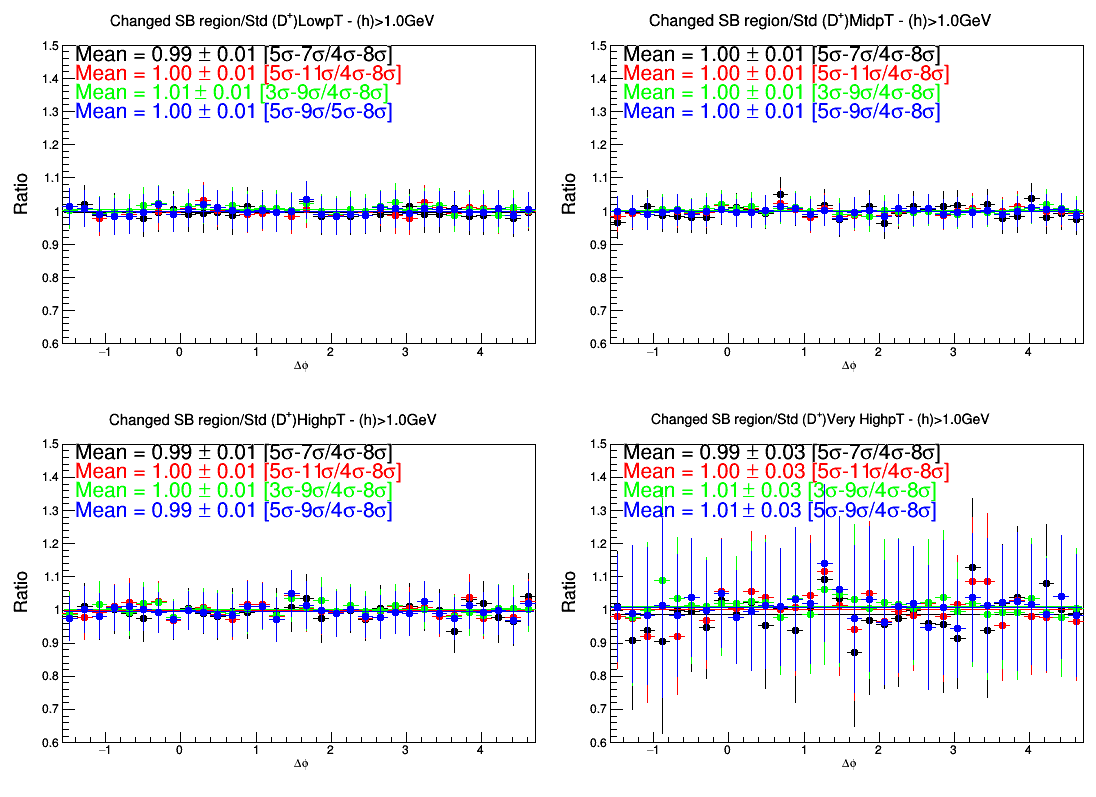 Changed SB region/Std (D⁺)LowpT - (h)>1.0GeV
Mean = 0.99 ± 0.01 [5σ-7σ/4σ-8σ]
Mean = 1.00 ± 0.01 [5σ-11σ/4σ-8σ]
Mean = 1.01 ± 0.01 [3σ-9σ/4σ-8σ]
Mean = 1.00 ± 0.01 [5σ-9σ/5σ-8σ]
Ratio
1.5
1.4
1.3
1.2
1.1
1
0.9
0.8
0.7
0.6
−1 0 1 2 3 4
Δϕ
Changed SB region/Std (D⁺)MidpT - (h)>1.0GeV
Mean = 1.00 ± 0.01 [5σ-7σ/4σ-8σ]
Mean = 1.00 ± 0.01 [5σ-11σ/4σ-8σ]
Mean = 1.00 ± 0.01 [3σ-9σ/4σ-8σ]
Mean = 1.00 ± 0.01 [5σ-9σ/4σ-8σ]
Ratio
1.5
1.4
1.3
1.2
1.1
1
0.9
0.8
0.7
0.6
−1 0 1 2 3 4
Δϕ
Changed SB region/Std (D⁺)HighpT - (h)>1.0GeV
Mean = 0.99 ± 0.01 [5σ-7σ/4σ-8σ]
Mean = 1.00 ± 0.01 [5σ-11σ/4σ-8σ]
Mean = 1.00 ± 0.01 [3σ-9σ/4σ-8σ]
Mean = 0.99 ± 0.01 [5σ-9σ/4σ-8σ]
Ratio
1.5
1.4
1.3
1.2
1.1
1
0.9
0.8
0.7
0.6
−1 0 1 2 3 4
Δϕ
Changed SB region/Std (D⁺)Very HighpT - (h)>1.0GeV
Mean = 0.99 ± 0.03 [5σ-7σ/4σ-8σ]
Mean = 1.00 ± 0.03 [5σ-11σ/4σ-8σ]
Mean = 1.01 ± 0.03 [3σ-9σ/4σ-8σ]
Mean = 1.01 ± 0.03 [5σ-9σ/4σ-8σ]
Ratio
1.5
1.4
1.3
1.2
1.1
1
0.9
0.8
0.7
0.6
−1 0 1 2 3 4
Δϕ